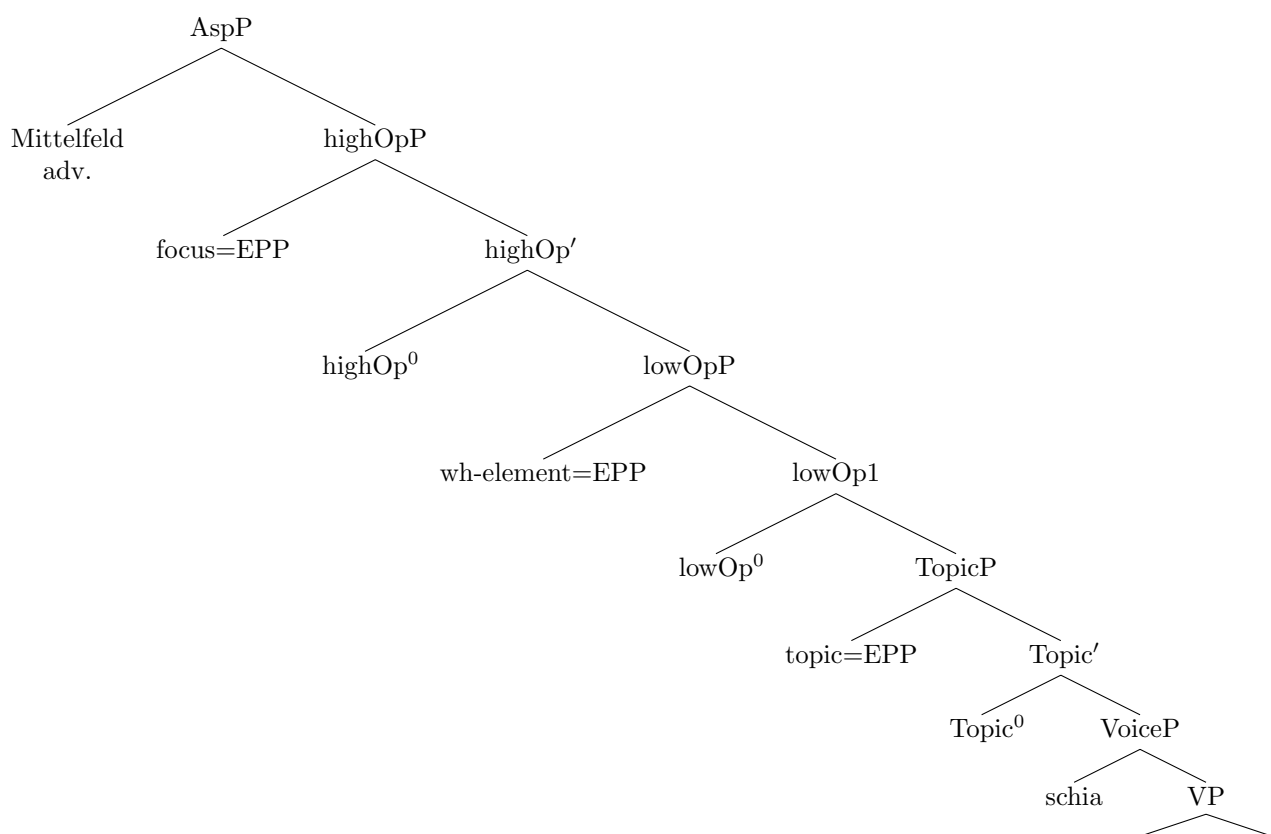 AspP
Mittelfeld highOpP
adv.
focus=EPP highOp′
highOp⁰ lowOpP
wh-element=EPP lowOp1
lowOp⁰ TopicP
topic=EPP Topic′
Topic⁰ VoiceP
schia VP